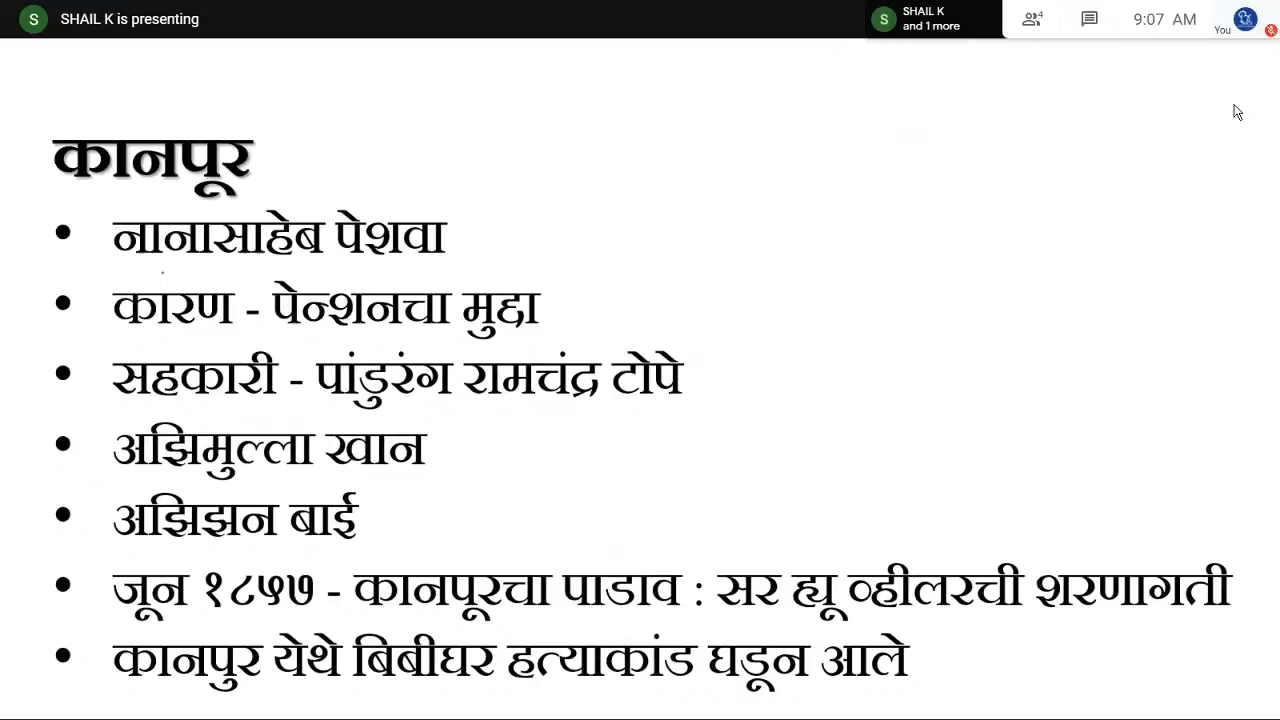 S SHAIL K is presenting
S SHAIL K and 1 more
4
9:07 AM
You
कानपूर
• नानासाहेब पेशवा
• कारण - पेन्शनचा मुद्दा
• सहकारी - पांडुरंग रामचंद्र टोपे
• अझिमुल्ला खान
• अझिझन बाई
• जून १८५७ - कानपूरचा पाडाव : सर ह्यू व्हीलरची शरणागती
• कानपुर येथे बिबीघर हत्याकांड घडून आले